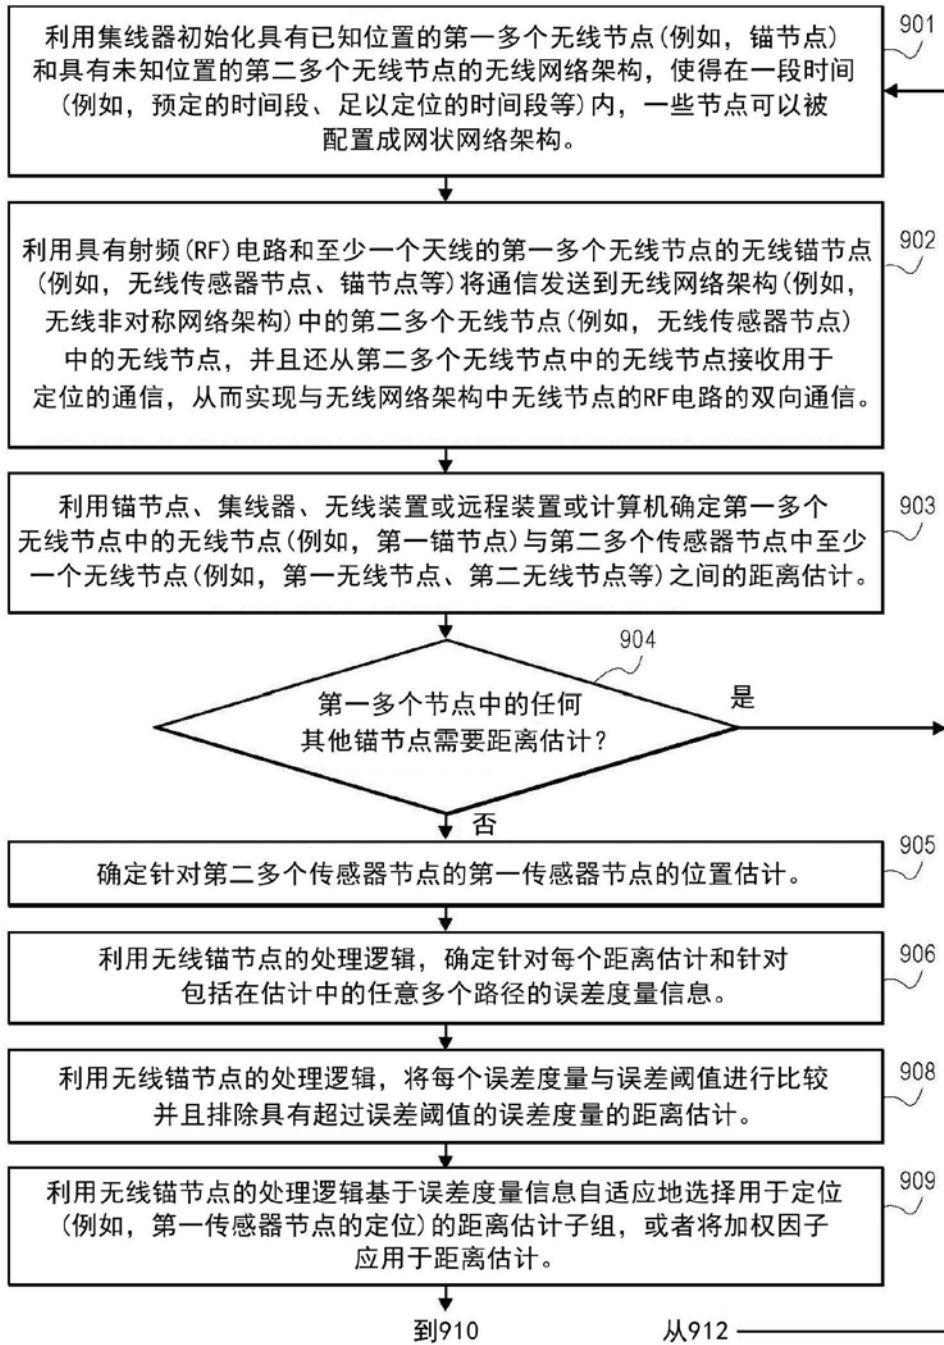 利用集线器初始化具有已知位置的第一多个无线节点(例如，锚节点)
和具有未知位置的第二多个无线节点的无线网络架构，使得在一段时间
(例如，预定的时间段、足以定位的时间段等)内，一些节点可以被
配置成网状网络架构。
901
利用具有射频(RF)电路和至少一个天线的第一多个无线节点的无线锚节点
(例如，无线传感器节点、锚节点等)将通信发送到无线网络架构(例如，
无线非对称网络架构)中的第二多个无线节点(例如，无线传感器节点)
中的无线节点，并且还从第二多个无线节点中的无线节点接收用于
定位的通信，从而实现与无线网络架构中无线节点的RF电路的双向通信。
902
利用锚节点、集线器、无线装置或远程装置或计算机确定第一多个
无线节点中的无线节点(例如，第一锚节点)与第二多个传感器节点中至少
一个无线节点(例如，第一无线节点、第二无线节点等)之间的距离估计。
903
904
第一多个节点中的任何
其他锚节点需要距离估计?
是
否
确定针对第二多个传感器节点的第一传感器节点的位置估计。
905
利用无线锚节点的处理逻辑，确定针对每个距离估计和针对
包括在估计中的任意多个路径的误差度量信息。
906
利用无线锚节点的处理逻辑，将每个误差度量与误差阈值进行比较
并且排除具有超过误差阈值的误差度量的距离估计。
908
利用无线锚节点的处理逻辑基于误差度量信息自适应地选择用于定位
(例如，第一传感器节点的定位)的距离估计子组，或者将加权因子
应用于距离估计。
909
到910
从912